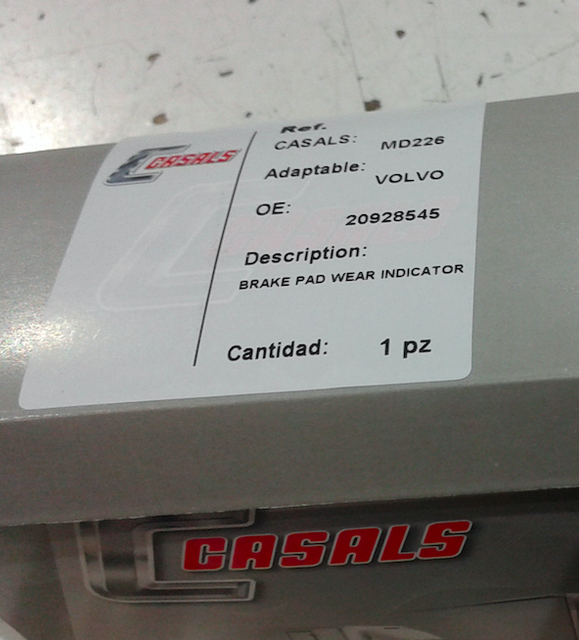 CASALS
Ref.
CASALS: MD226
Adaptable: VOLVO
OE: 20928545
Description:
BRAKE PAD WEAR INDICATOR
Cantidad: 1 pz
CASALS